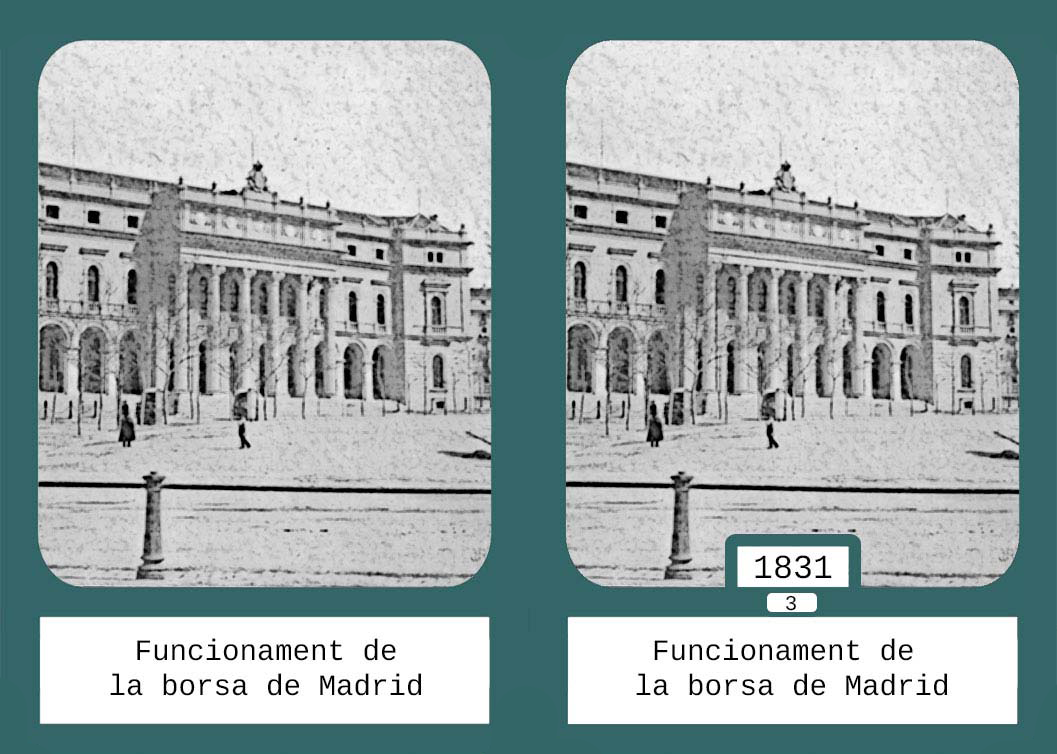 Funcionament de
la borsa de Madrid
1831
3
Funcionament de
la borsa de Madrid